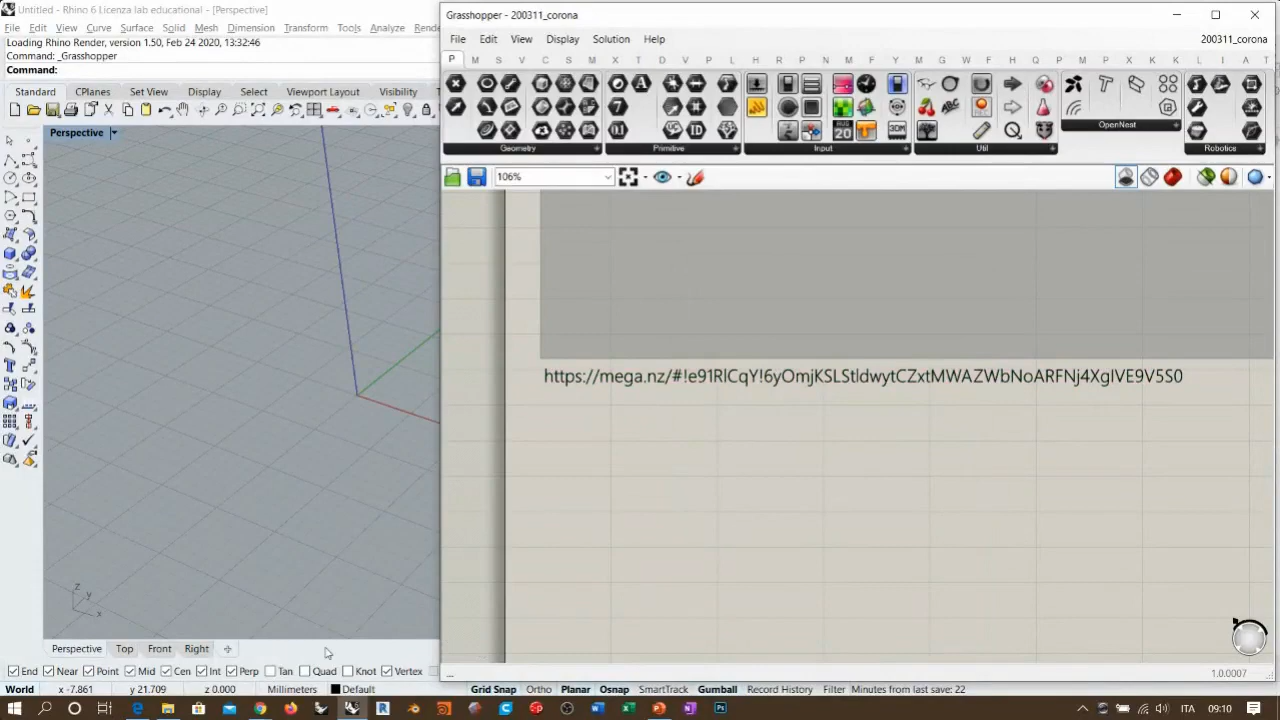 Untitled - Rhino 6 Licenza lab educational - [Perspective]
File Edit View Curve Surface Solid Mesh Dimension Transform Tools Analyze
Loading Rhino Render, version 1.50, Feb 24 2020, 13:32:46
Command: _Grasshopper
Command:
Standard CPlanes Set View Display Select Viewport Layout Visibility
Perspective
z
y
x
Perspective Top Front Right
End Near Point Mid Cen Int Perp Tan Quad Knot Vertex
World x -7.861 y 21.709 z 0.000 Millimeters Default Grid Snap Ortho Planar Osnap SmartTrack Gumball Record History Filter Minutes from last save: 22
Grasshopper - 200311_corona
File Edit View Display Solution Help 200311_corona
P M S V C S M X T D W L H R P N M F Y M K E G W D H S U P M P X T D K H L I T
Geometry Primitive Input Util OpenNest Robotics
106%
https://mega.nz/#!e91RlCqY!6yOmjKSLStldwytCZxtMWAZWbNoARFNj4XgIVE9V5S0
...
1.0.0007
ITA 09:10